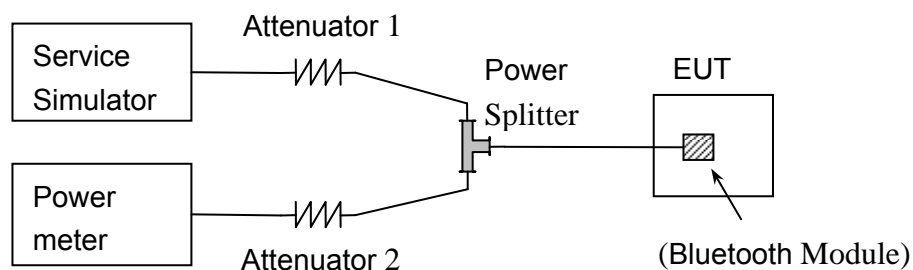 Attenuator 1
Service
Simulator
Power
Splitter
EUT
Power
meter
Attenuator 2
(Bluetooth Module)